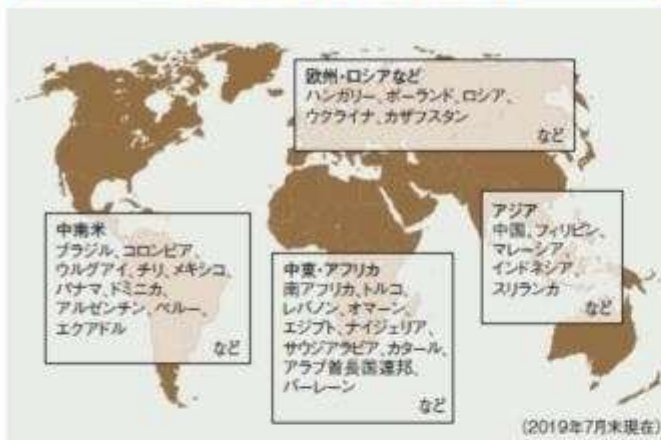 欧州・ロシアなど
ハンガリー、ポーランド、ロシア、
ウクライナ、カザフスタン
など
中南米
ブラジル、コロンビア、
ウルグアイ、チリ、メキシコ、
パナマ、ドミニカ、
アルゼンチン、ペルー、
エクアドル
など
中東・アフリカ
南アフリカ、トルコ、
レバノン、オマーン、
エジプト、ナイジェリア、
サウジアラビア、カタール、
アラブ首長国連邦、
バーレーン
など
アジア
中国、フィリピン、
マレーシア、
インドネシア、
スリランカ
など
(2019年7月末現在)